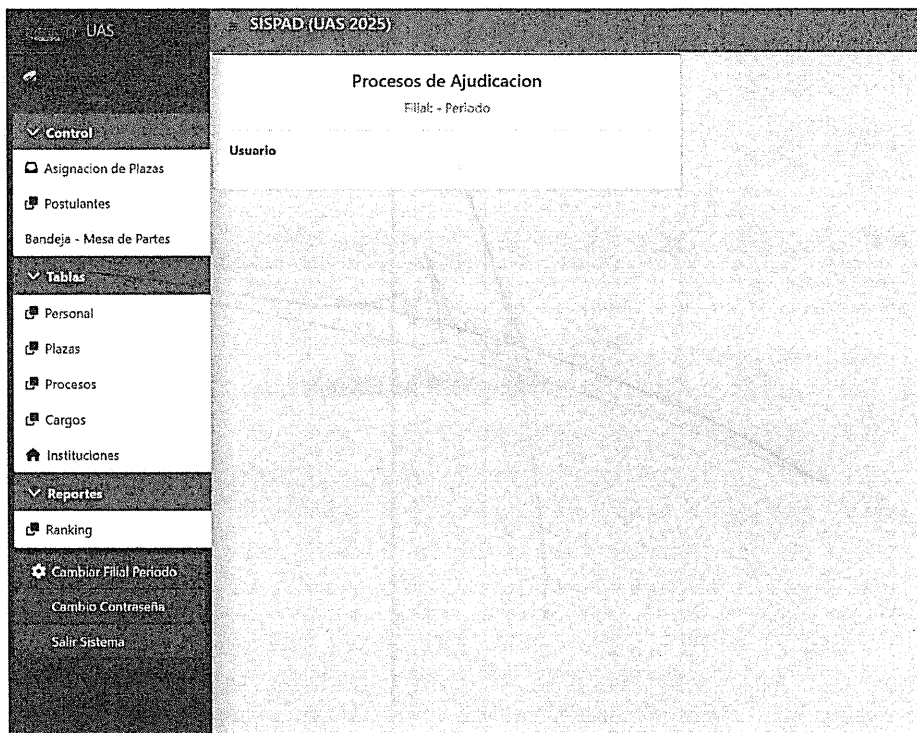 UAS
SISPAD (UAS 2025)
Procesos de Ajudicacion
Filial: - Periodo
Usuario
Control
Asignacion de Plazas
Postulantes
Bandeja - Mesa de Partes
Tablas
Personal
Plazas
Procesos
Cargos
Instituciones
Reportes
Ranking
Cambiar Filial Periodo
Cambio Contraseña
Salir Sistema